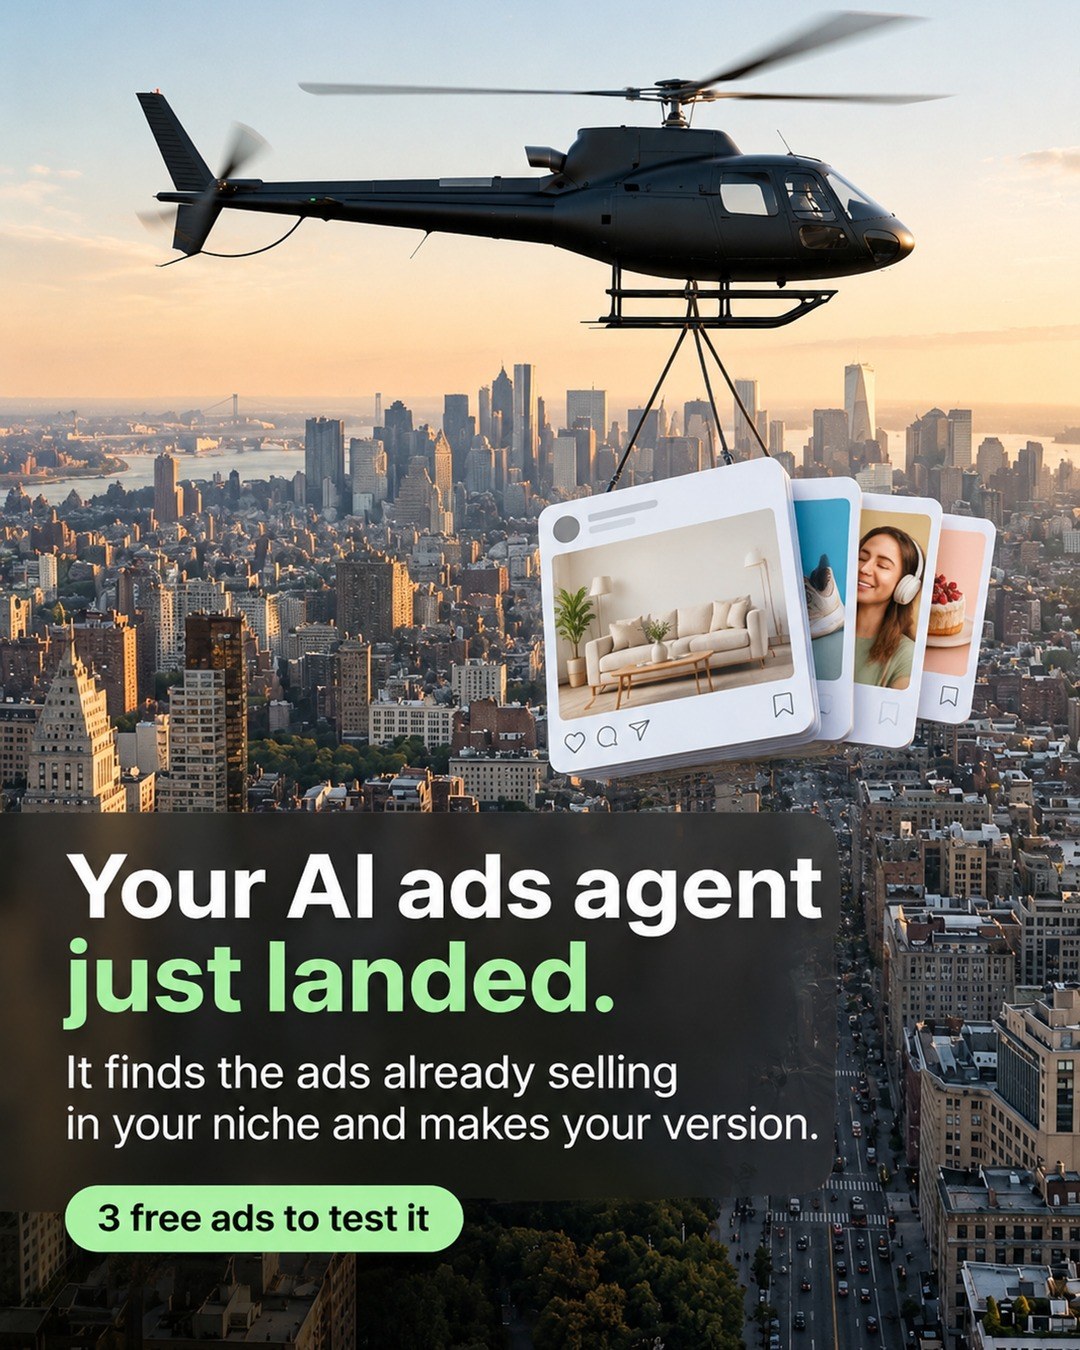 Your AI ads agent
just landed.
It finds the ads already selling
in your niche and makes your version.
3 free ads to test it